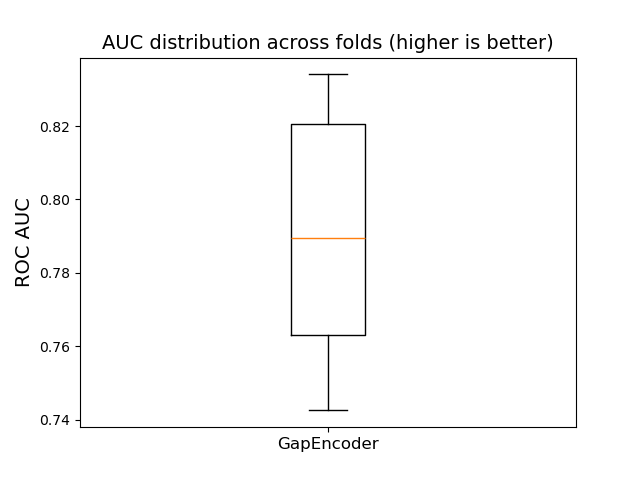 AUC distribution across folds (higher is better)
ROC AUC
0.82
0.80
0.78
0.76
0.74
GapEncoder